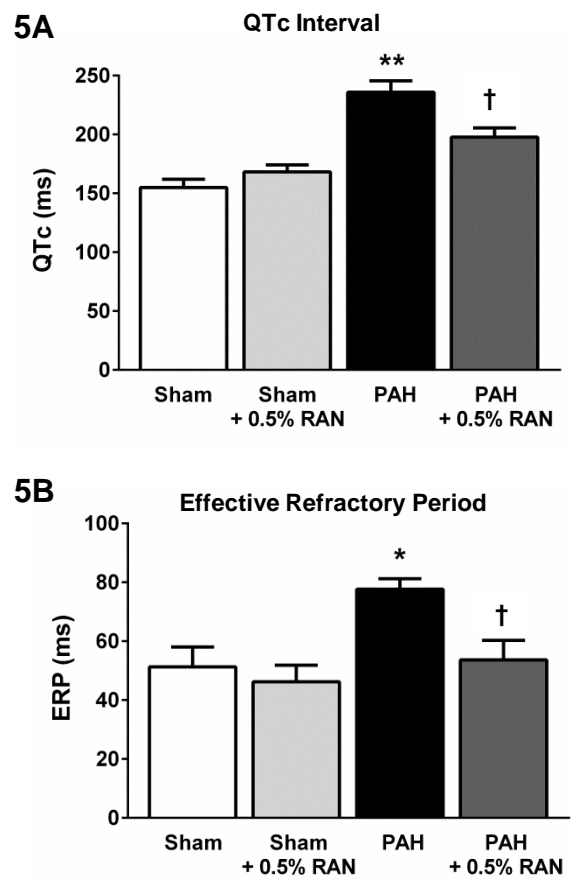 5A
QTc Interval
QTc (ms)
250
200
150
100
50
0
**
†
Sham
Sham
+ 0.5% RAN
PAH
PAH
+ 0.5% RAN
5B
Effective Refractory Period
ERP (ms)
100
80
60
40
20
0
*
†
Sham
Sham
+ 0.5% RAN
PAH
PAH
+ 0.5% RAN